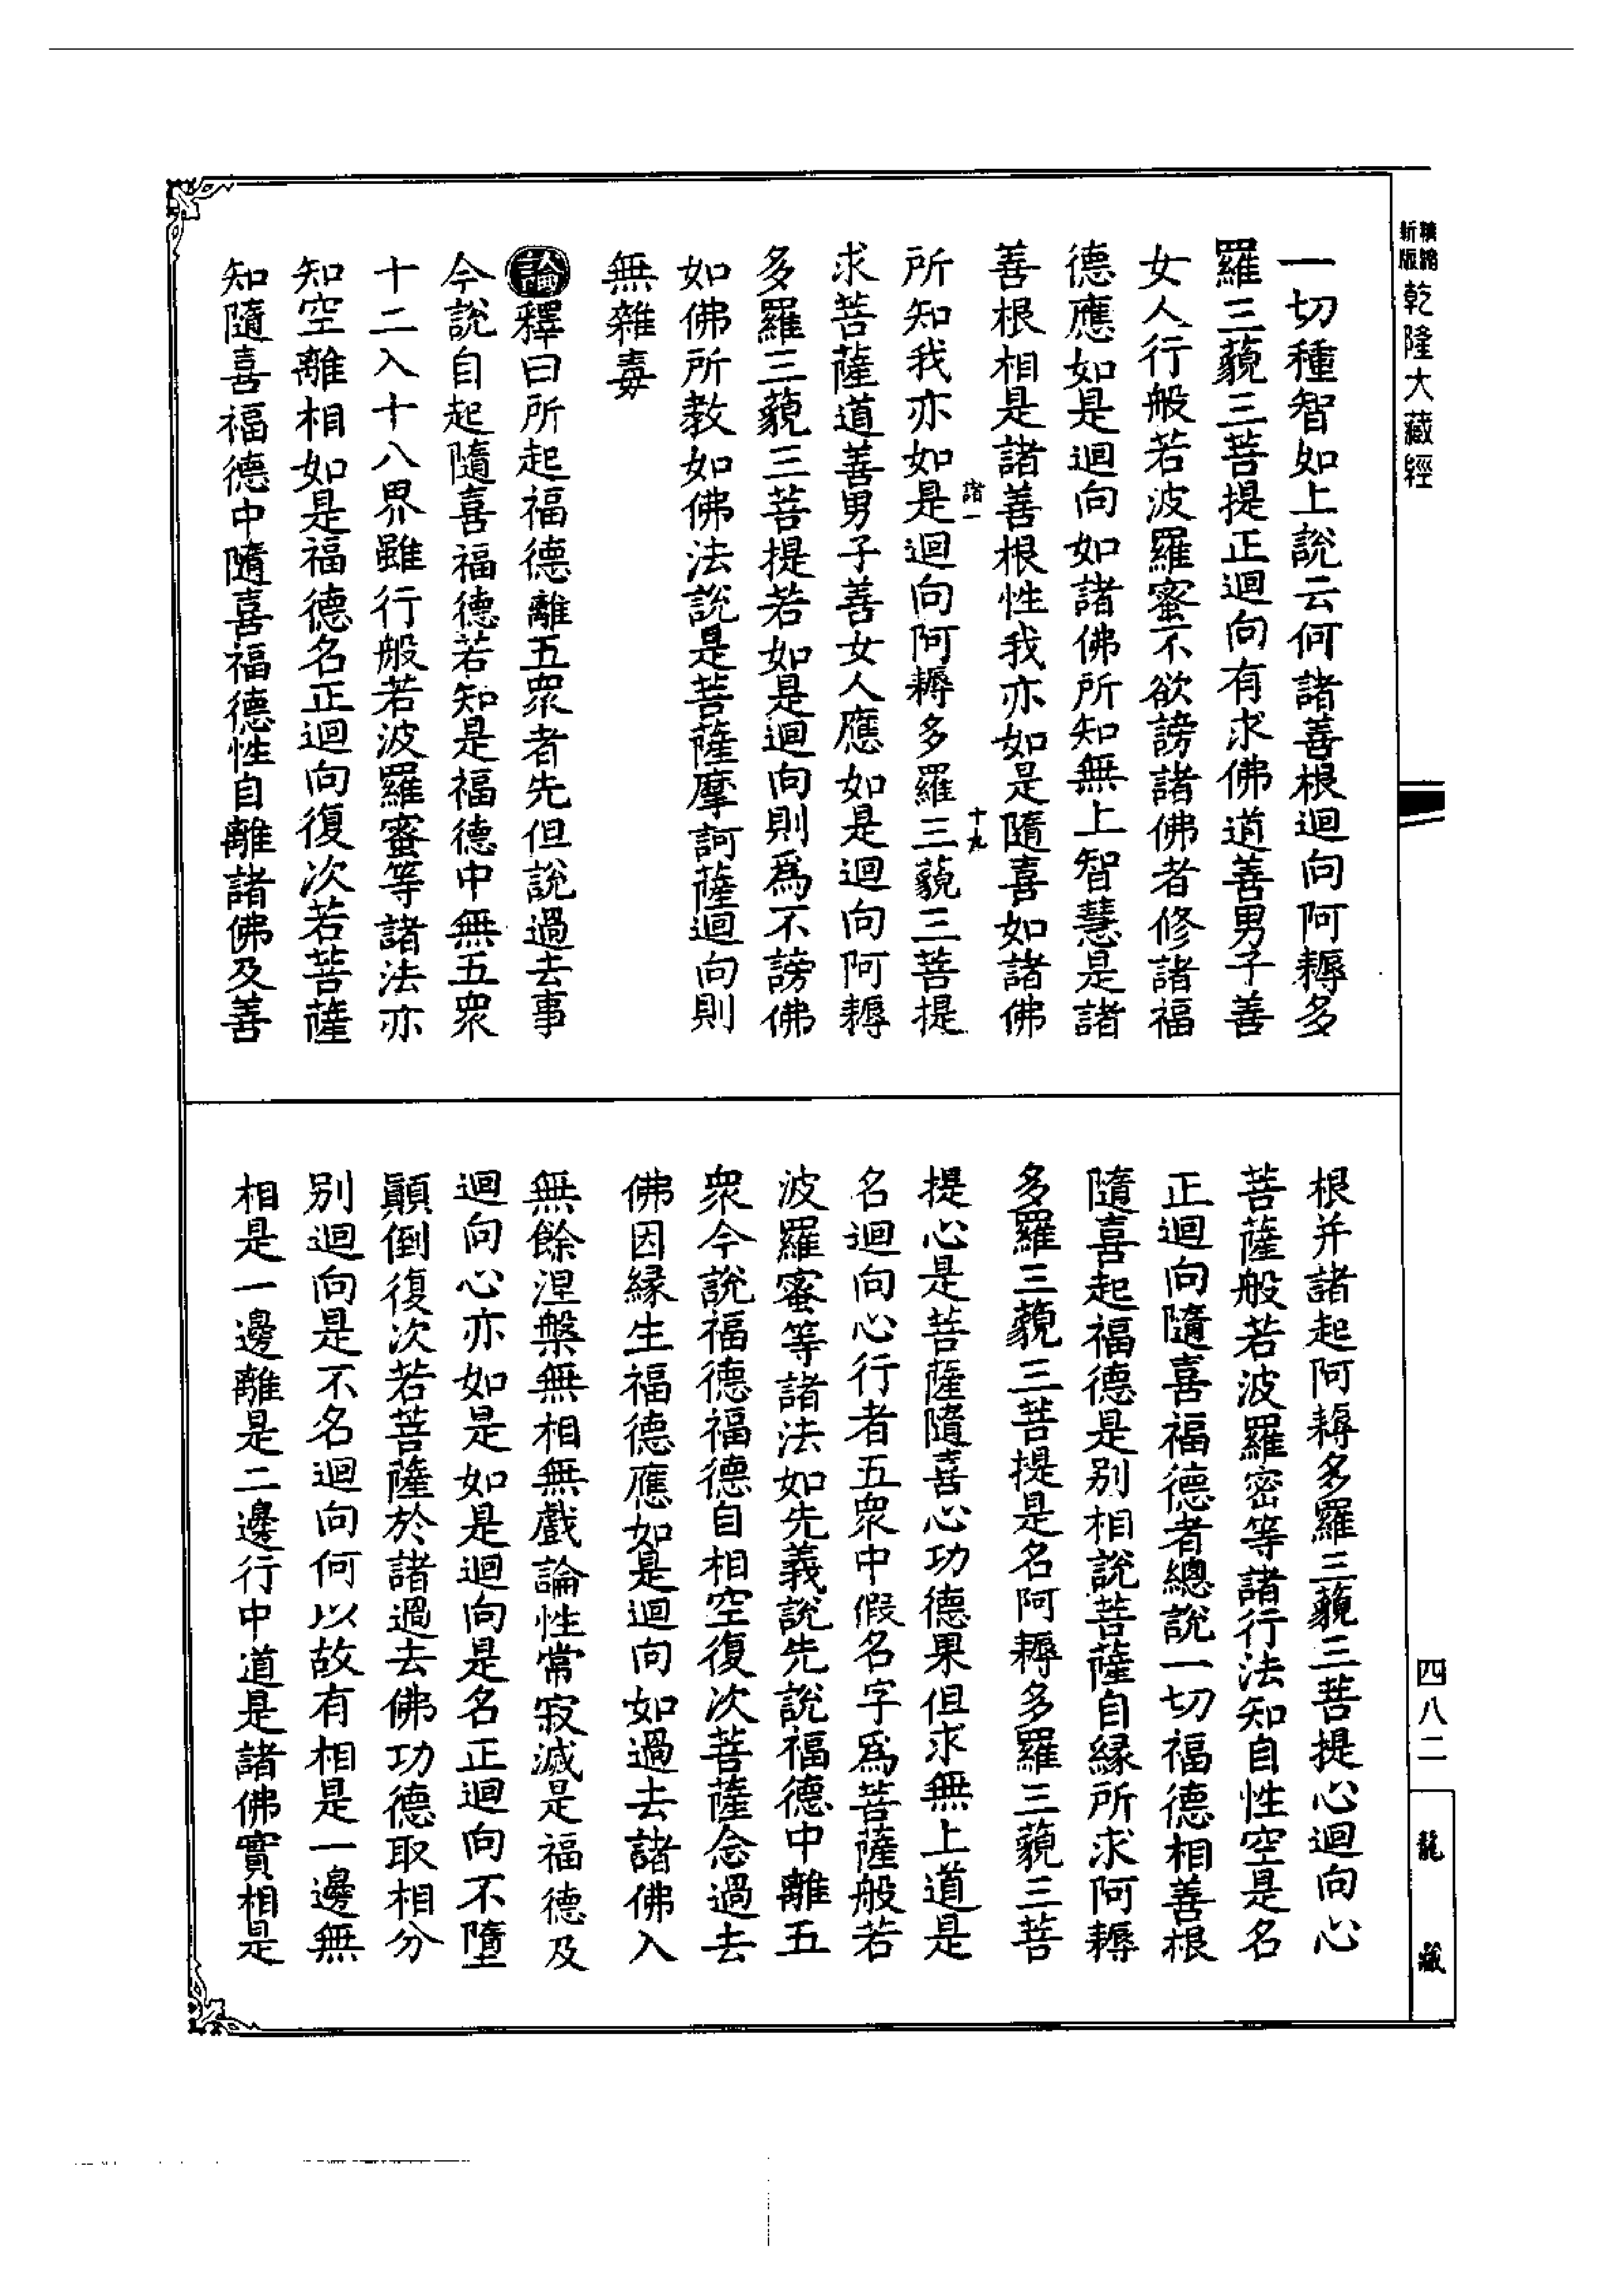 新版
精縮
乾隆大藏經
一切種智如上說云何諸善根迴向阿耨多
羅三藐三菩提正迴向有求佛道善男子善
女人行般若波羅蜜不欲謗諸佛者修諸福
德應如是迴向如諸佛所知無上智慧是諸
善根相是諸善根性我亦如是隨喜如諸佛
諸一
十九
所知我亦如是迴向阿耨多羅三藐三菩提
求菩薩道善男子善女人應如是迴向阿耨
多羅三藐三菩提若如是迴向則爲不謗佛
如佛所教如佛法說是菩薩摩訶薩迴向則
無雜毒
論釋曰所起福德離五衆者先但說過去事
今說自起隨喜福德若知是福德中無五衆
十二入十八界雖行般若波羅蜜等諸法亦
知空離相如是福德名正迴向復次若菩薩
知隨喜福德中隨喜福德性自離諸佛及善
根并諸起阿耨多羅三藐三菩提心迴向心
菩薩般若波羅密等諸行法知自性空是名
正迴向隨喜福德者總說一切福德相善根
隨喜起福德是別相說菩薩自緣所求阿耨
多羅三藐三菩提是名阿耨多羅三藐三菩
提心是菩薩隨喜心功德果但求無上道是
名迴向心行者五衆中假名字爲菩薩般若
波羅蜜等諸法如先義說先說福德中離五
衆今說福德福德自相空復次菩薩念過去
佛因緣生福德應如是迴向如過去諸佛入
無餘涅槃無相無戲論性常寂滅是福德及
迴向心亦如是如是迴向是名正迴向不墮
顚倒復次若菩薩於諸過去佛功德取相分
別迴向是不名迴向何以故有相是一邊無
相是一邊離是二邊行中道是諸佛實相是
四八二
龍藏